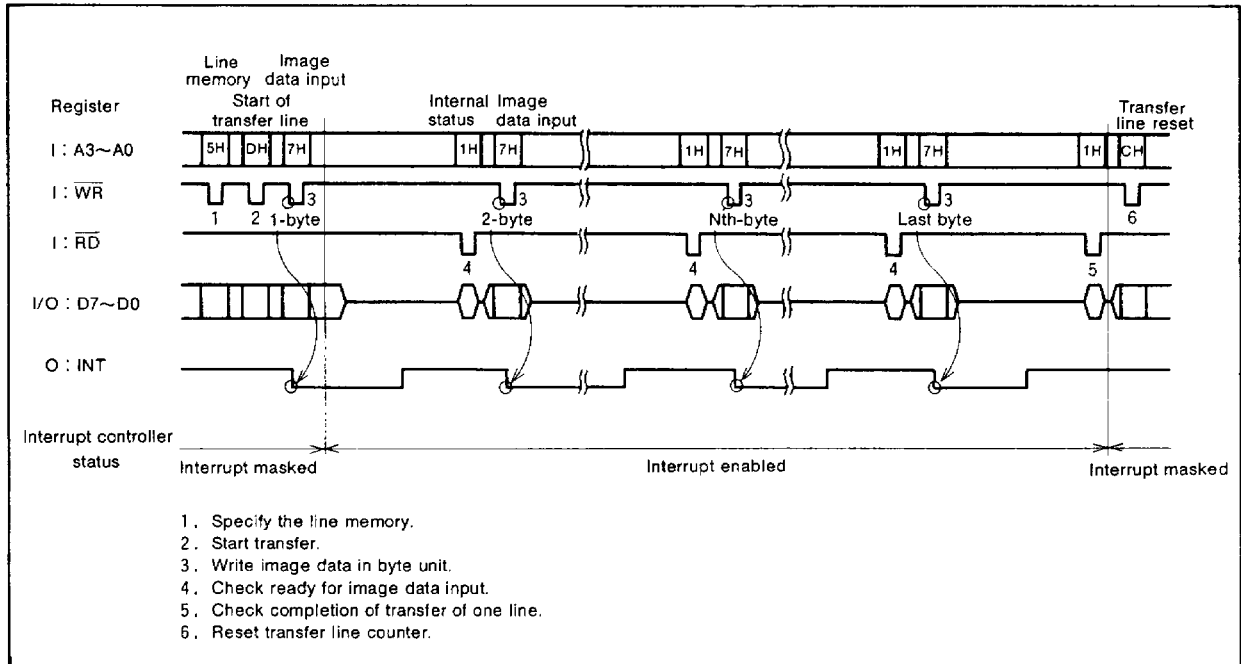 Line Image
memory data input
Register Start of Internal Image Transfer
transfer line status data input line reset
I : A3~A0 5H DH 7H 1H 7H 1H 7H 1H 7H 1H CH
I : WR 3 3 3 3
1 2 1-byte 2-byte Nth-byte Last byte 6
I : RD
4 4 4 5
I/O : D7~D0
O : INT
Interrupt controller
status
Interrupt masked Interrupt enabled Interrupt masked
1. Specify the line memory.
2. Start transfer.
3. Write image data in byte unit.
4. Check ready for image data input.
5. Check completion of transfer of one line.
6. Reset transfer line counter.